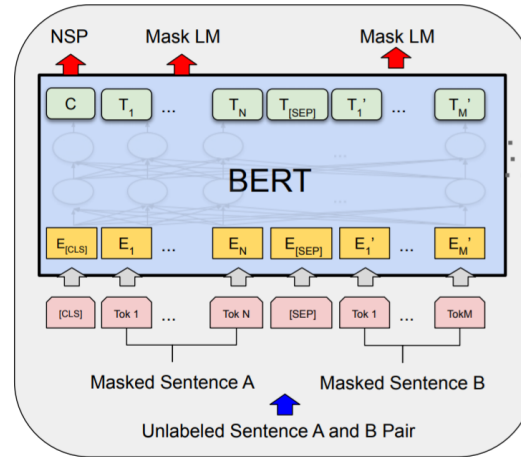 NSP Mask LM Mask LM
C T1 ... TN T[SEP] T1' ... TM'
...
BERT
...
E[CLS] E1 ... EN E[SEP] E1' ... EM'
[CLS] Tok 1 ... Tok N [SEP] Tok 1 ... TokM
Masked Sentence A Masked Sentence B
Unlabeled Sentence A and B Pair